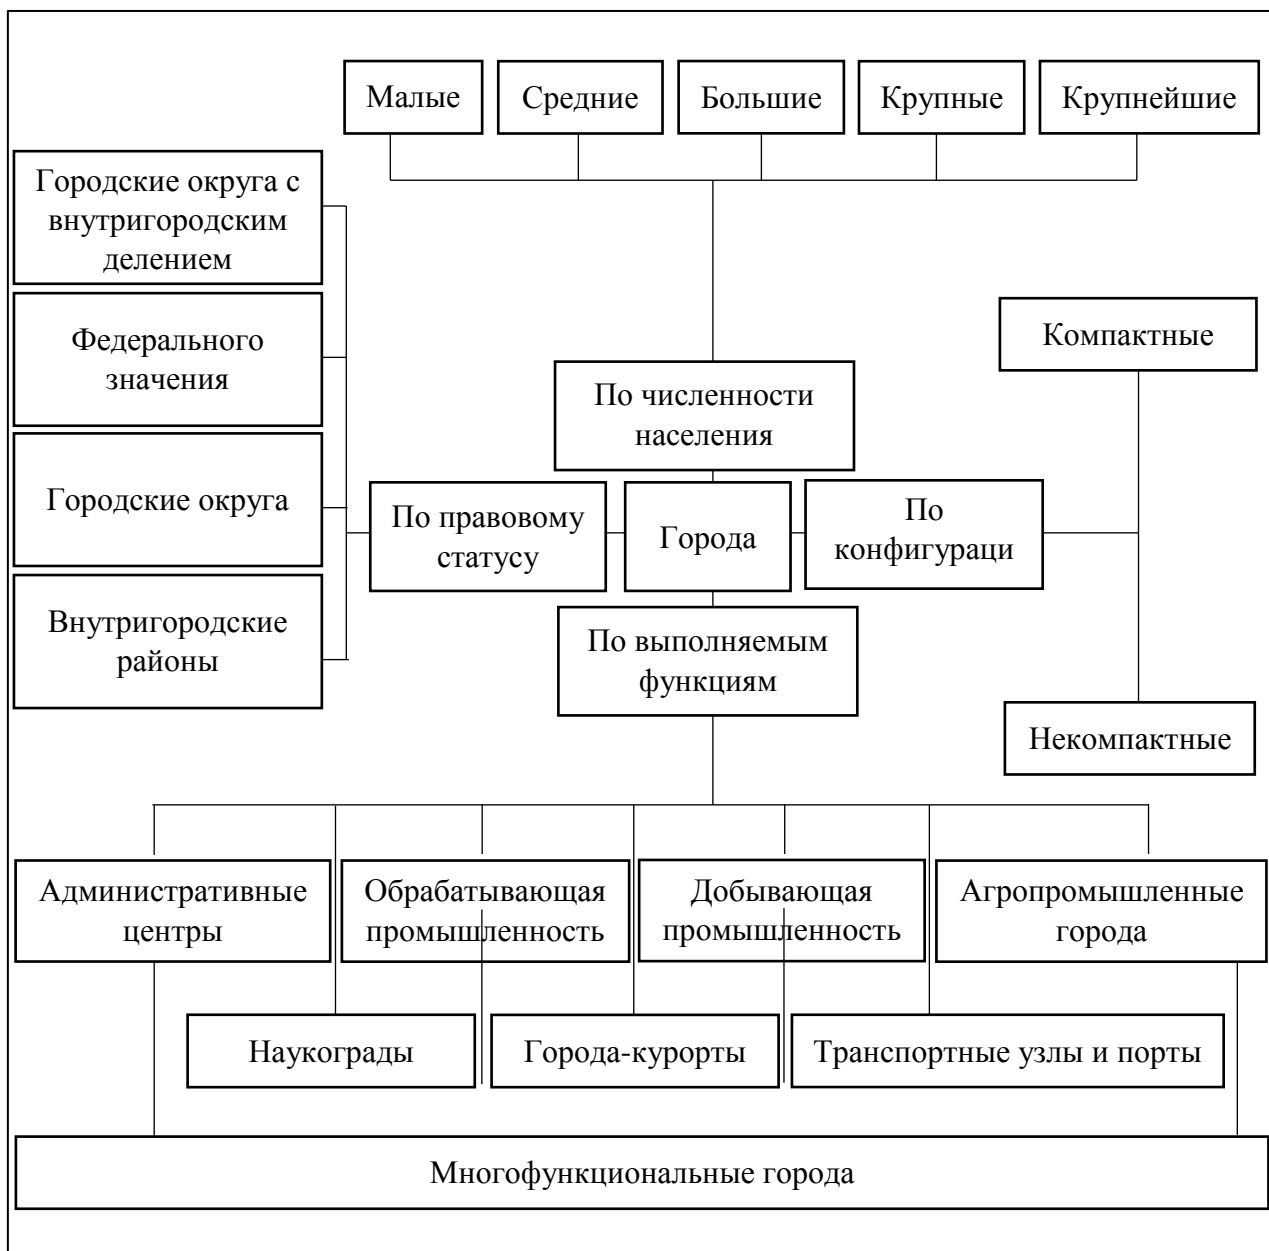 Малые
Средние
Большие
Крупные
Крупнейшие
Городские округа с
внутригородским
делением
Федерального
значения
Компактные
По численности
населения
Городские округа
По правовому
статусу
Города
По
конфигураци
Внутригородские
районы
По выполняемым
функциям
Некомпактные
Административные
центры
Обрабатывающая
промышленность
Добывающая
промышленность
Агропромышленные
города
Наукограды
Города-курорты
Транспортные узлы и порты
Многофункциональные города